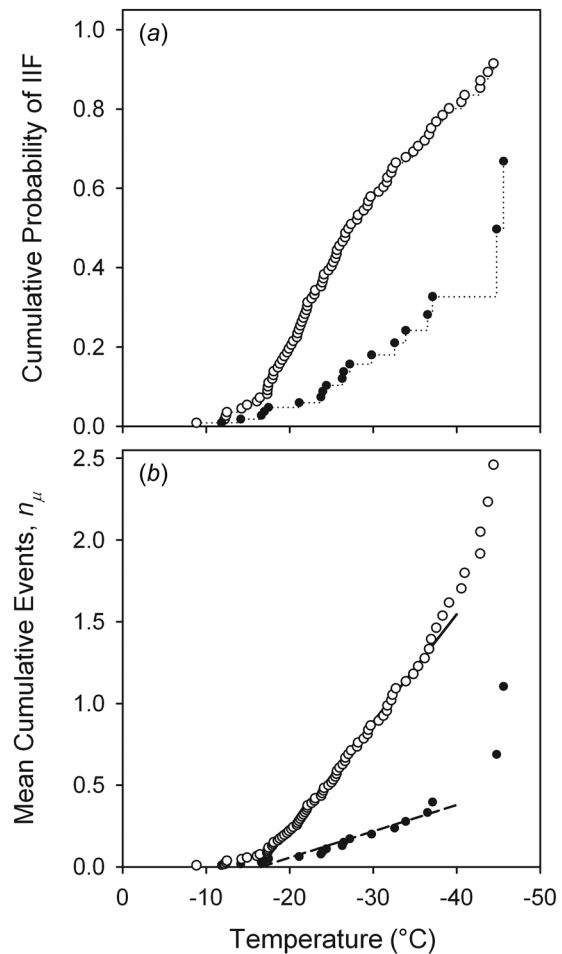 (a)
Cumulative Probability of IIF
1.0
0.8
0.6
0.4
0.2
0.0
(b)
Mean Cumulative Events, nμ
2.5
2.0
1.5
1.0
0.5
0.0
0 -10 -20 -30 -40 -50
Temperature (°C)